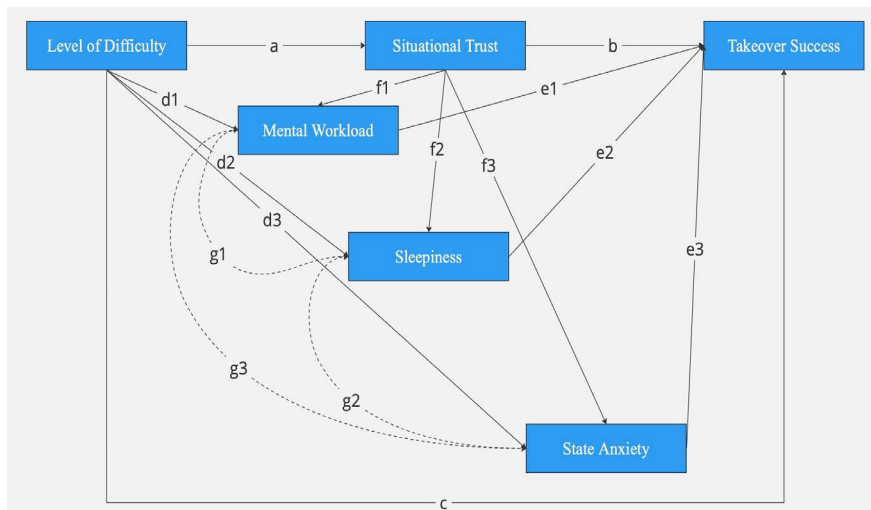 Level of Difficulty
a
Situational Trust
b
Takeover Success
d1
f1
e1
Mental Workload
d2
f2
f3
e2
d3
g1
Sleepiness
e3
g3
g2
State Anxiety
c